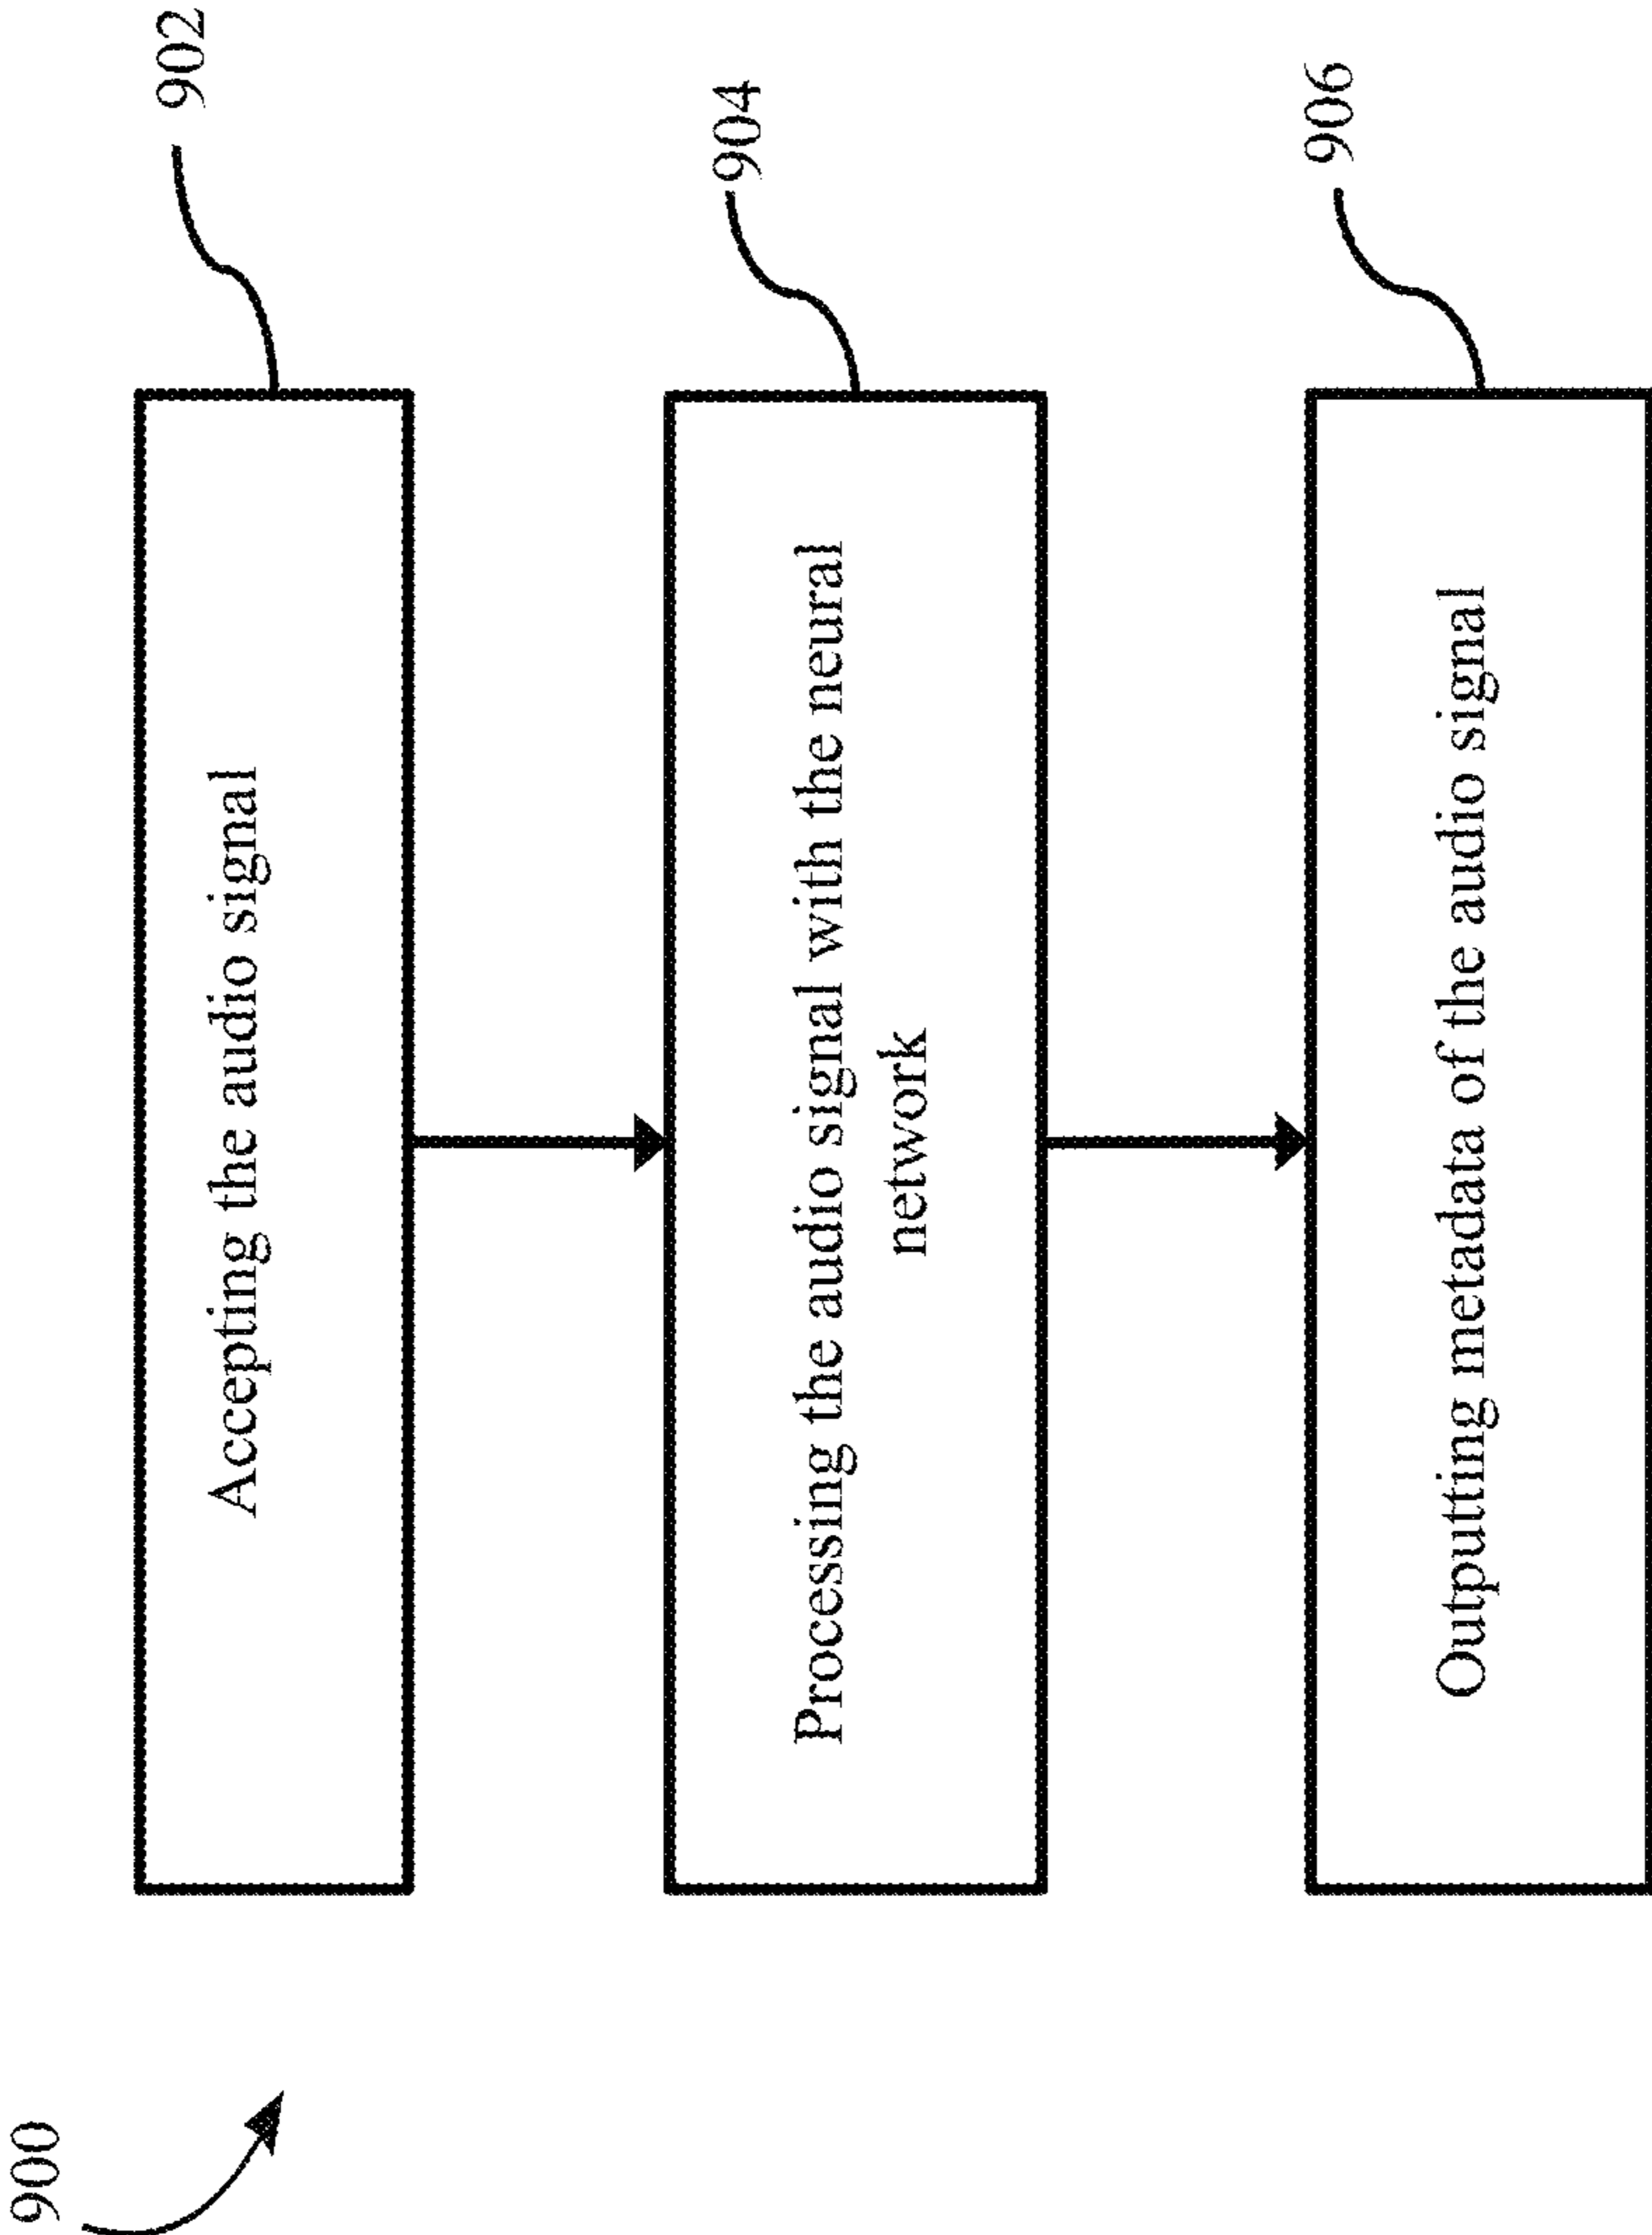 900
Accepting the audio signal
902
Processing the audio signal with the neural
network
904
Outputting metadata of the audio signal
906